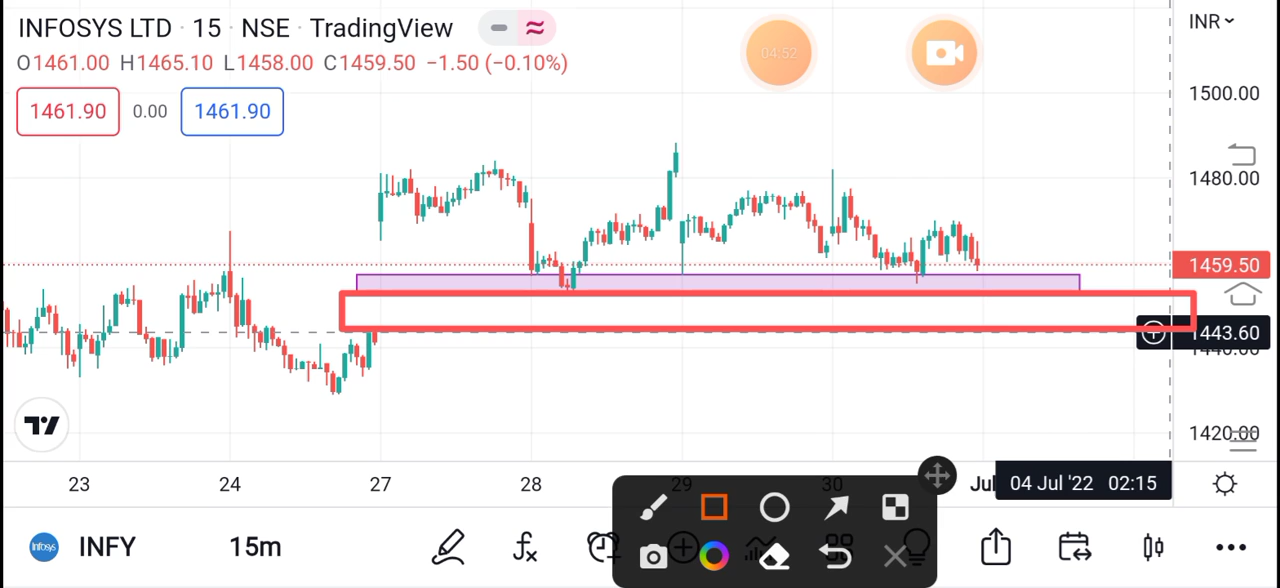 INFOSYS LTD · 15 · NSE · TradingView
INR
04:52
O1461.00 H1465.10 L1458.00 C1459.50 −1.50 (−0.10%)
1461.90 0.00 1461.90
1500.00
1480.00
1459.50
1443.60
1440.00
1420.00
23 24 27 28 29 30 Jul 04 Jul '22 02:15
Infosys INFY 15m